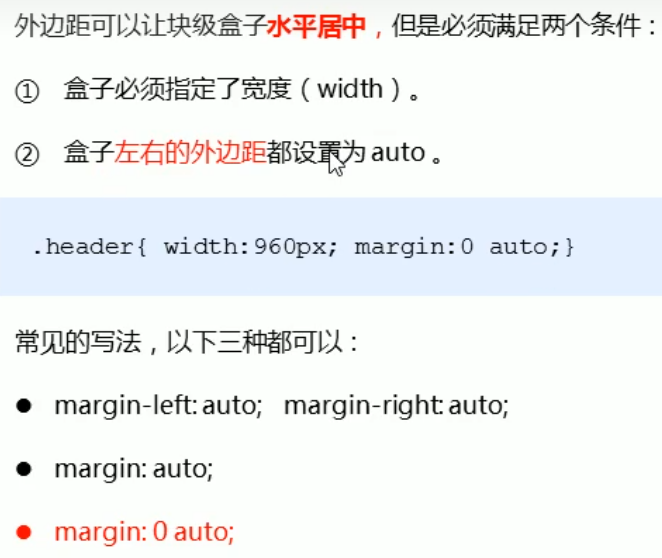 外边距可以让块级盒子水平居中，但是必须满足两个条件：
① 盒子必须指定了宽度（width）。
② 盒子左右的外边距都设置为 auto 。
.header{ width:960px; margin:0 auto;}
常见的写法，以下三种都可以：
● margin-left: auto; margin-right: auto;
● margin: auto;
● margin: 0 auto;